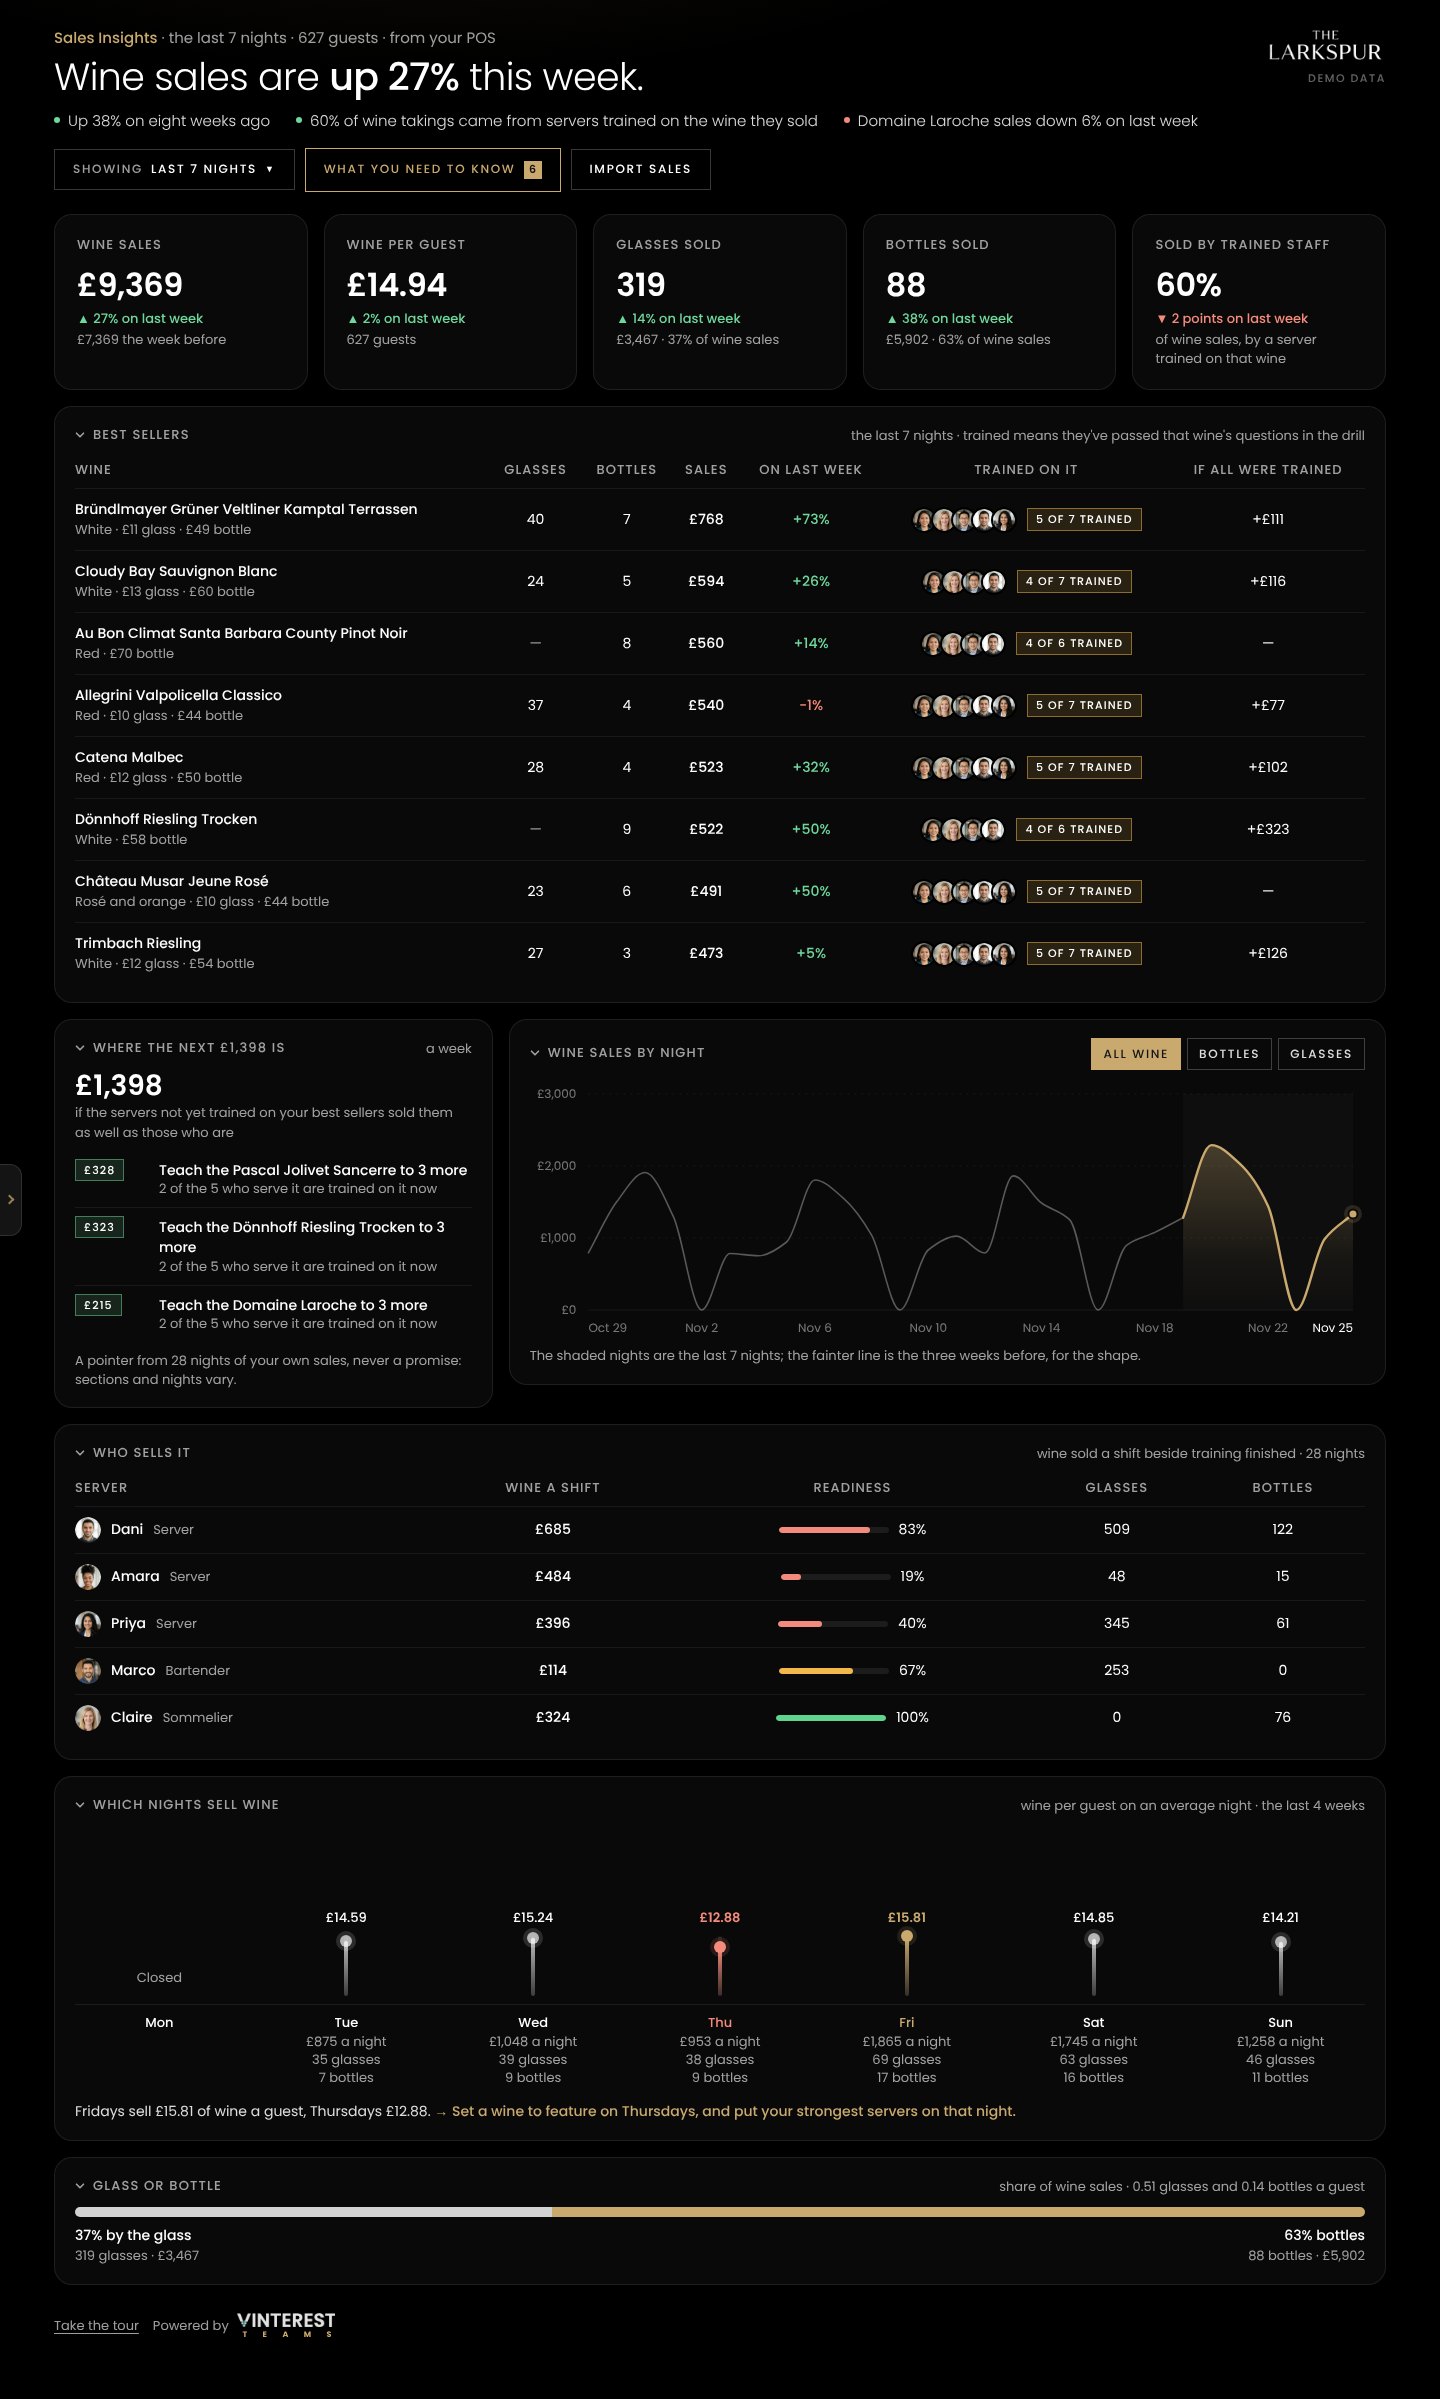 Sales Insights · the last 7 nights · 627 guests · from your POS
THE
LARKSPUR
DEMO DATA
Wine sales are up 27% this week.
Up 38% on eight weeks ago
60% of wine takings came from servers trained on the wine they sold
Domaine Laroche sales down 6% on last week
SHOWING LAST 7 NIGHTS ▼
WHAT YOU NEED TO KNOW 6
IMPORT SALES
WINE SALES
£9,369
▲ 27% on last week
£7,369 the week before
WINE PER GUEST
£14.94
▲ 2% on last week
627 guests
GLASSES SOLD
319
▲ 14% on last week
£3,467 · 37% of wine sales
BOTTLES SOLD
88
▲ 38% on last week
£5,902 · 63% of wine sales
SOLD BY TRAINED STAFF
60%
▼ 2 points on last week
of wine sales, by a server
trained on that wine
BEST SELLERS
the last 7 nights · trained means they've passed that wine's questions in the drill
WINE GLASSES BOTTLES SALES ON LAST WEEK TRAINED ON IT IF ALL WERE TRAINED
Bründlmayer Grüner Veltliner Kamptal Terrassen
White · £11 glass · £49 bottle
40 7 £768 +73% 5 OF 7 TRAINED +£111
Cloudy Bay Sauvignon Blanc
White · £13 glass · £60 bottle
24 5 £594 +26% 4 OF 7 TRAINED +£116
Au Bon Climat Santa Barbara County Pinot Noir
Red · £70 bottle
— 8 £560 +14% 4 OF 6 TRAINED —
Allegrini Valpolicella Classico
Red · £10 glass · £44 bottle
37 4 £540 -1% 5 OF 7 TRAINED +£77
Catena Malbec
Red · £12 glass · £50 bottle
28 4 £523 +32% 5 OF 7 TRAINED +£102
Dönnhoff Riesling Trocken
White · £58 bottle
— 9 £522 +50% 4 OF 6 TRAINED +£323
Château Musar Jeune Rosé
Rosé and orange · £10 glass · £44 bottle
23 6 £491 +50% 5 OF 7 TRAINED —
Trimbach Riesling
White · £12 glass · £54 bottle
27 3 £473 +5% 5 OF 7 TRAINED +£126
WHERE THE NEXT £1,398 IS
a week
£1,398
if the servers not yet trained on your best sellers sold them
as well as those who are
£328 Teach the Pascal Jolivet Sancerre to 3 more
2 of the 5 who serve it are trained on it now
£323 Teach the Dönnhoff Riesling Trocken to 3
more
2 of the 5 who serve it are trained on it now
£215 Teach the Domaine Laroche to 3 more
2 of the 5 who serve it are trained on it now
A pointer from 28 nights of your own sales, never a promise:
sections and nights vary.
WINE SALES BY NIGHT
ALL WINE BOTTLES GLASSES
£3,000
£2,000
£1,000
£0
Oct 29 Nov 2 Nov 6 Nov 10 Nov 14 Nov 18 Nov 22 Nov 25
The shaded nights are the last 7 nights; the fainter line is the three weeks before, for the shape.
WHO SELLS IT
wine sold a shift beside training finished · 28 nights
SERVER WINE A SHIFT READINESS GLASSES BOTTLES
Dani Server £685 83% 509 122
Amara Server £484 19% 48 15
Priya Server £396 40% 345 61
Marco Bartender £114 67% 253 0
Claire Sommelier £324 100% 0 76
WHICH NIGHTS SELL WINE
wine per guest on an average night · the last 4 weeks
£14.59 £15.24 £12.88 £15.81 £14.85 £14.21
Closed
Mon Tue Wed Thu Fri Sat Sun
£875 a night £1,048 a night £953 a night £1,865 a night £1,745 a night £1,258 a night
35 glasses 39 glasses 38 glasses 69 glasses 63 glasses 46 glasses
7 bottles 9 bottles 9 bottles 17 bottles 16 bottles 11 bottles
Fridays sell £15.81 of wine a guest, Thursdays £12.88. → Set a wine to feature on Thursdays, and put your strongest servers on that night.
GLASS OR BOTTLE
share of wine sales · 0.51 glasses and 0.14 bottles a guest
37% by the glass
63% bottles
319 glasses · £3,467
88 bottles · £5,902
Take the tour Powered by VINTEREST
TEAMS